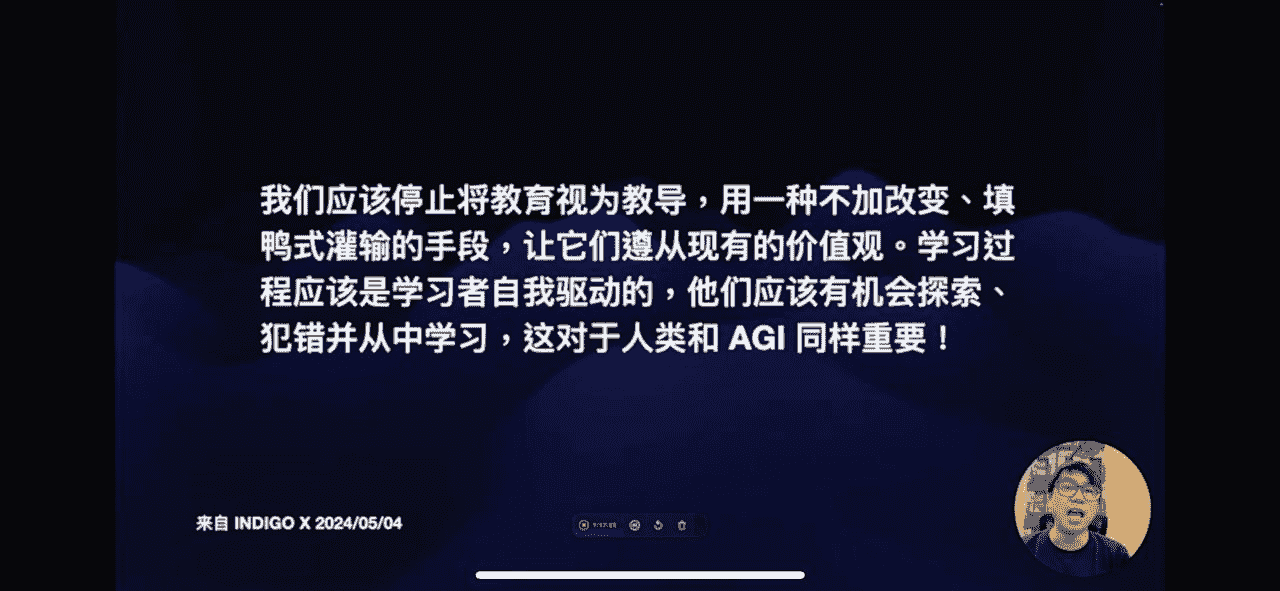 我们应该停止将教育视为教导，用一种不加改变、填
鸭式灌输的手段，让它们遵从现有的价值观。学习过
程应该是学习者自我驱动的，他们应该有机会探索、
犯错并从中学习，这对于人类和 AGI 同样重要！
来自 INDIGO X 2024/05/04